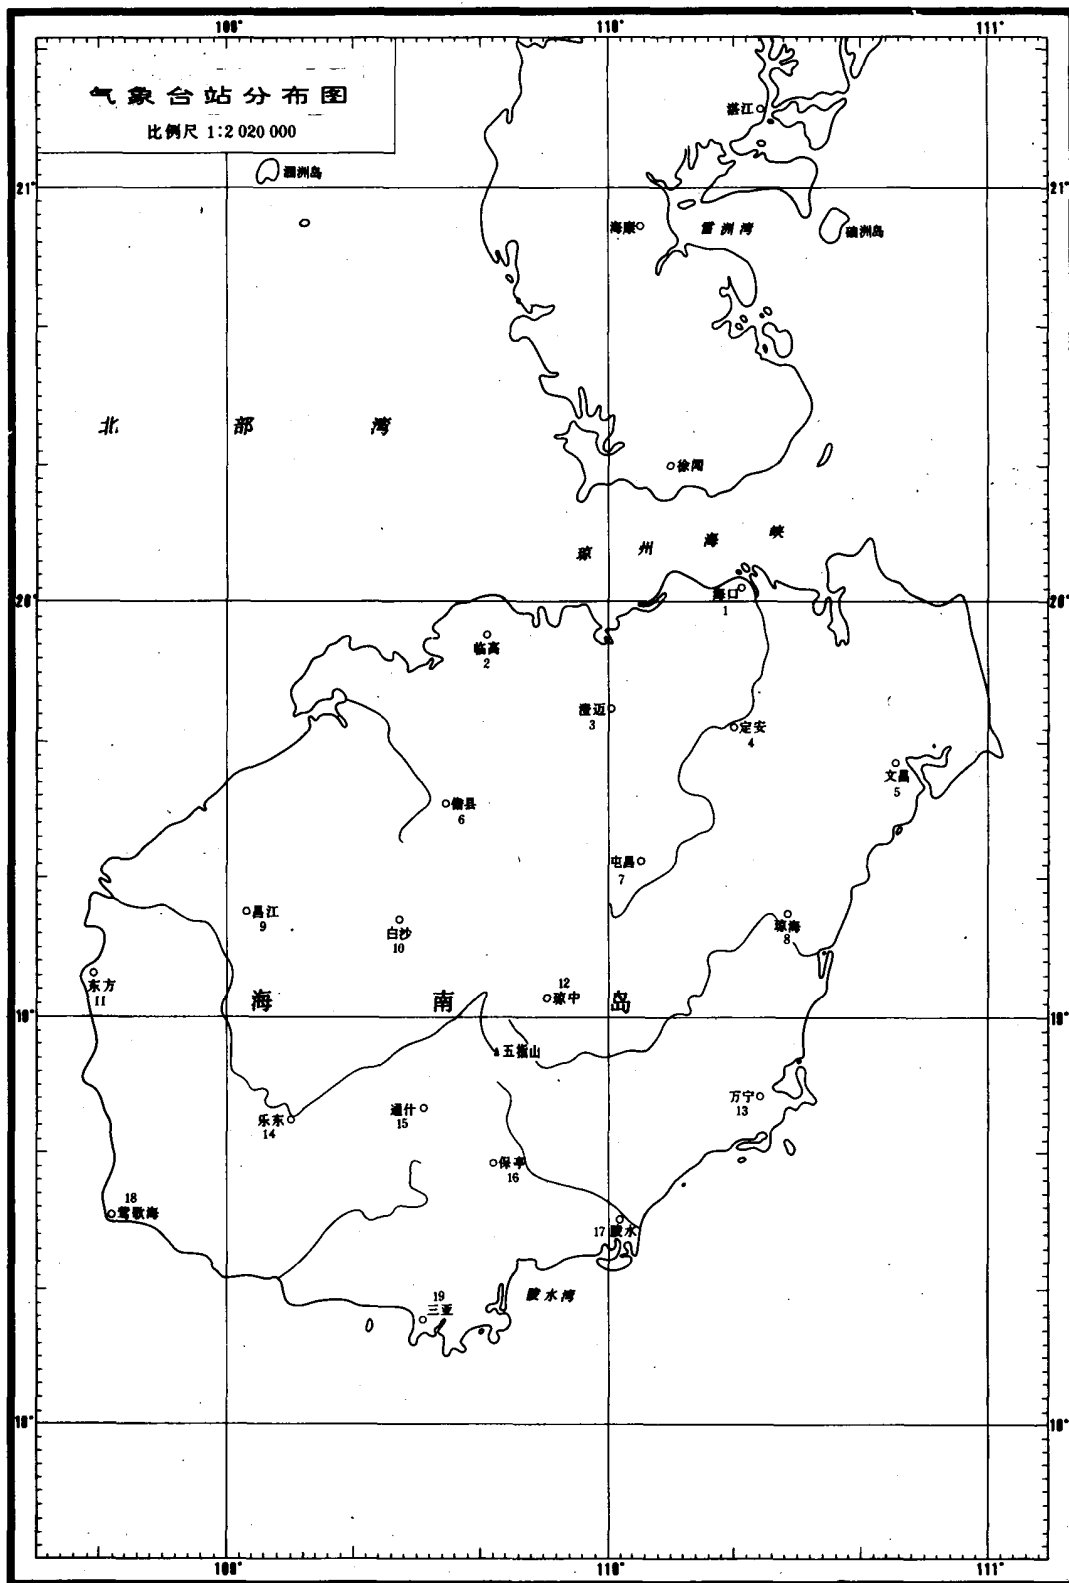 109°
110°
111°
气象台站分布图
比例尺 1:2 020 000
湛江
涠洲岛
21°
21°
海康
雷州湾
硇洲岛
北部湾
徐闻
琼州海峡
20°
20°
海口
1
临高
2
澄迈
3
定安
4
文昌
5
儋县
6
屯昌
7
昌江
9
白沙
10
琼海
8
东方
11
12
琼中
海南岛
19°
19°
五指山
万宁
13
乐东
14
通什
15
保亭
16
18
莺歌海
17 陵水
19
三亚
陵水湾
18°
18°
109°
110°
111°